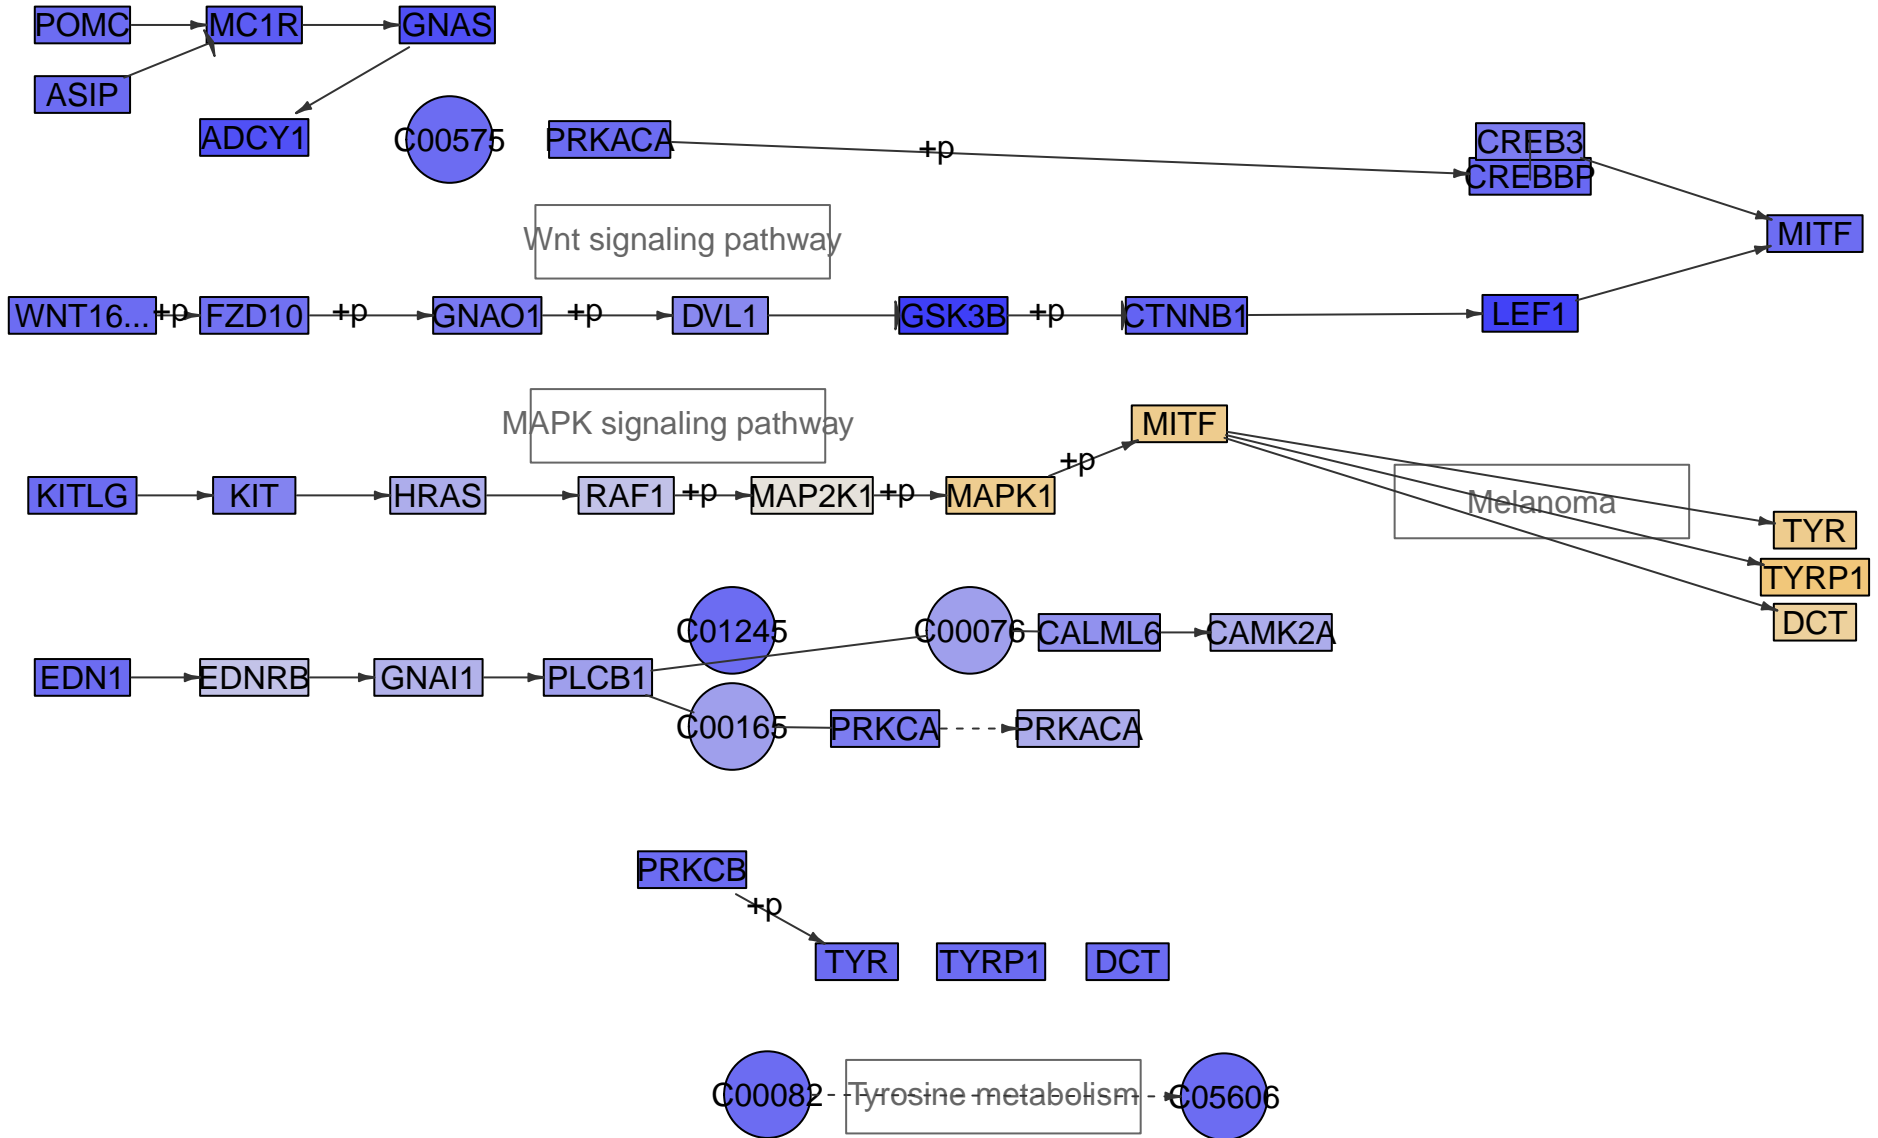 POMC
MC1R
GNAS
ASIP
ADCY1
C00575
PRKACA
+p
CREB3
CREBBP
Wnt signaling pathway
MITF
WNT16...
+p
FZD10
+p
GNAO1
+p
DVL1
GSK3B
+p
CTNNB1
LEF1
MAPK signaling pathway
MITF
+p
KITLG
KIT
HRAS
RAF1
+p
MAP2K1
+p
MAPK1
Melanoma
TYR
TYRP1
DCT
C01245
C00076
CALML6
CAMK2A
EDN1
EDNRB
GNAI1
PLCB1
C00165
PRKCA
PRKACA
PRKCB
+p
TYR
TYRP1
DCT
C00082
Tyrosine metabolism
C05606